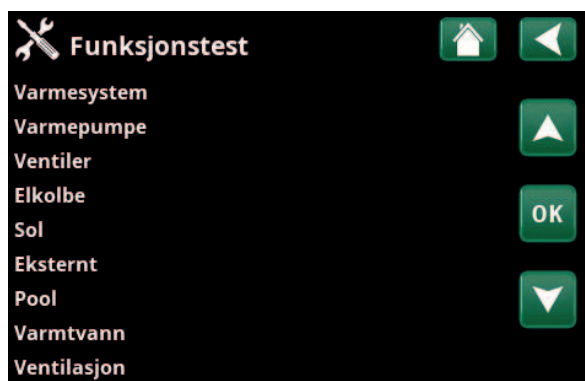 Funksjonstest
Varmesystem
Varmepumpe
Ventiler
Elkolbe
Sol
Eksternt
Pool
Varmtvann
Ventilasjon
OK